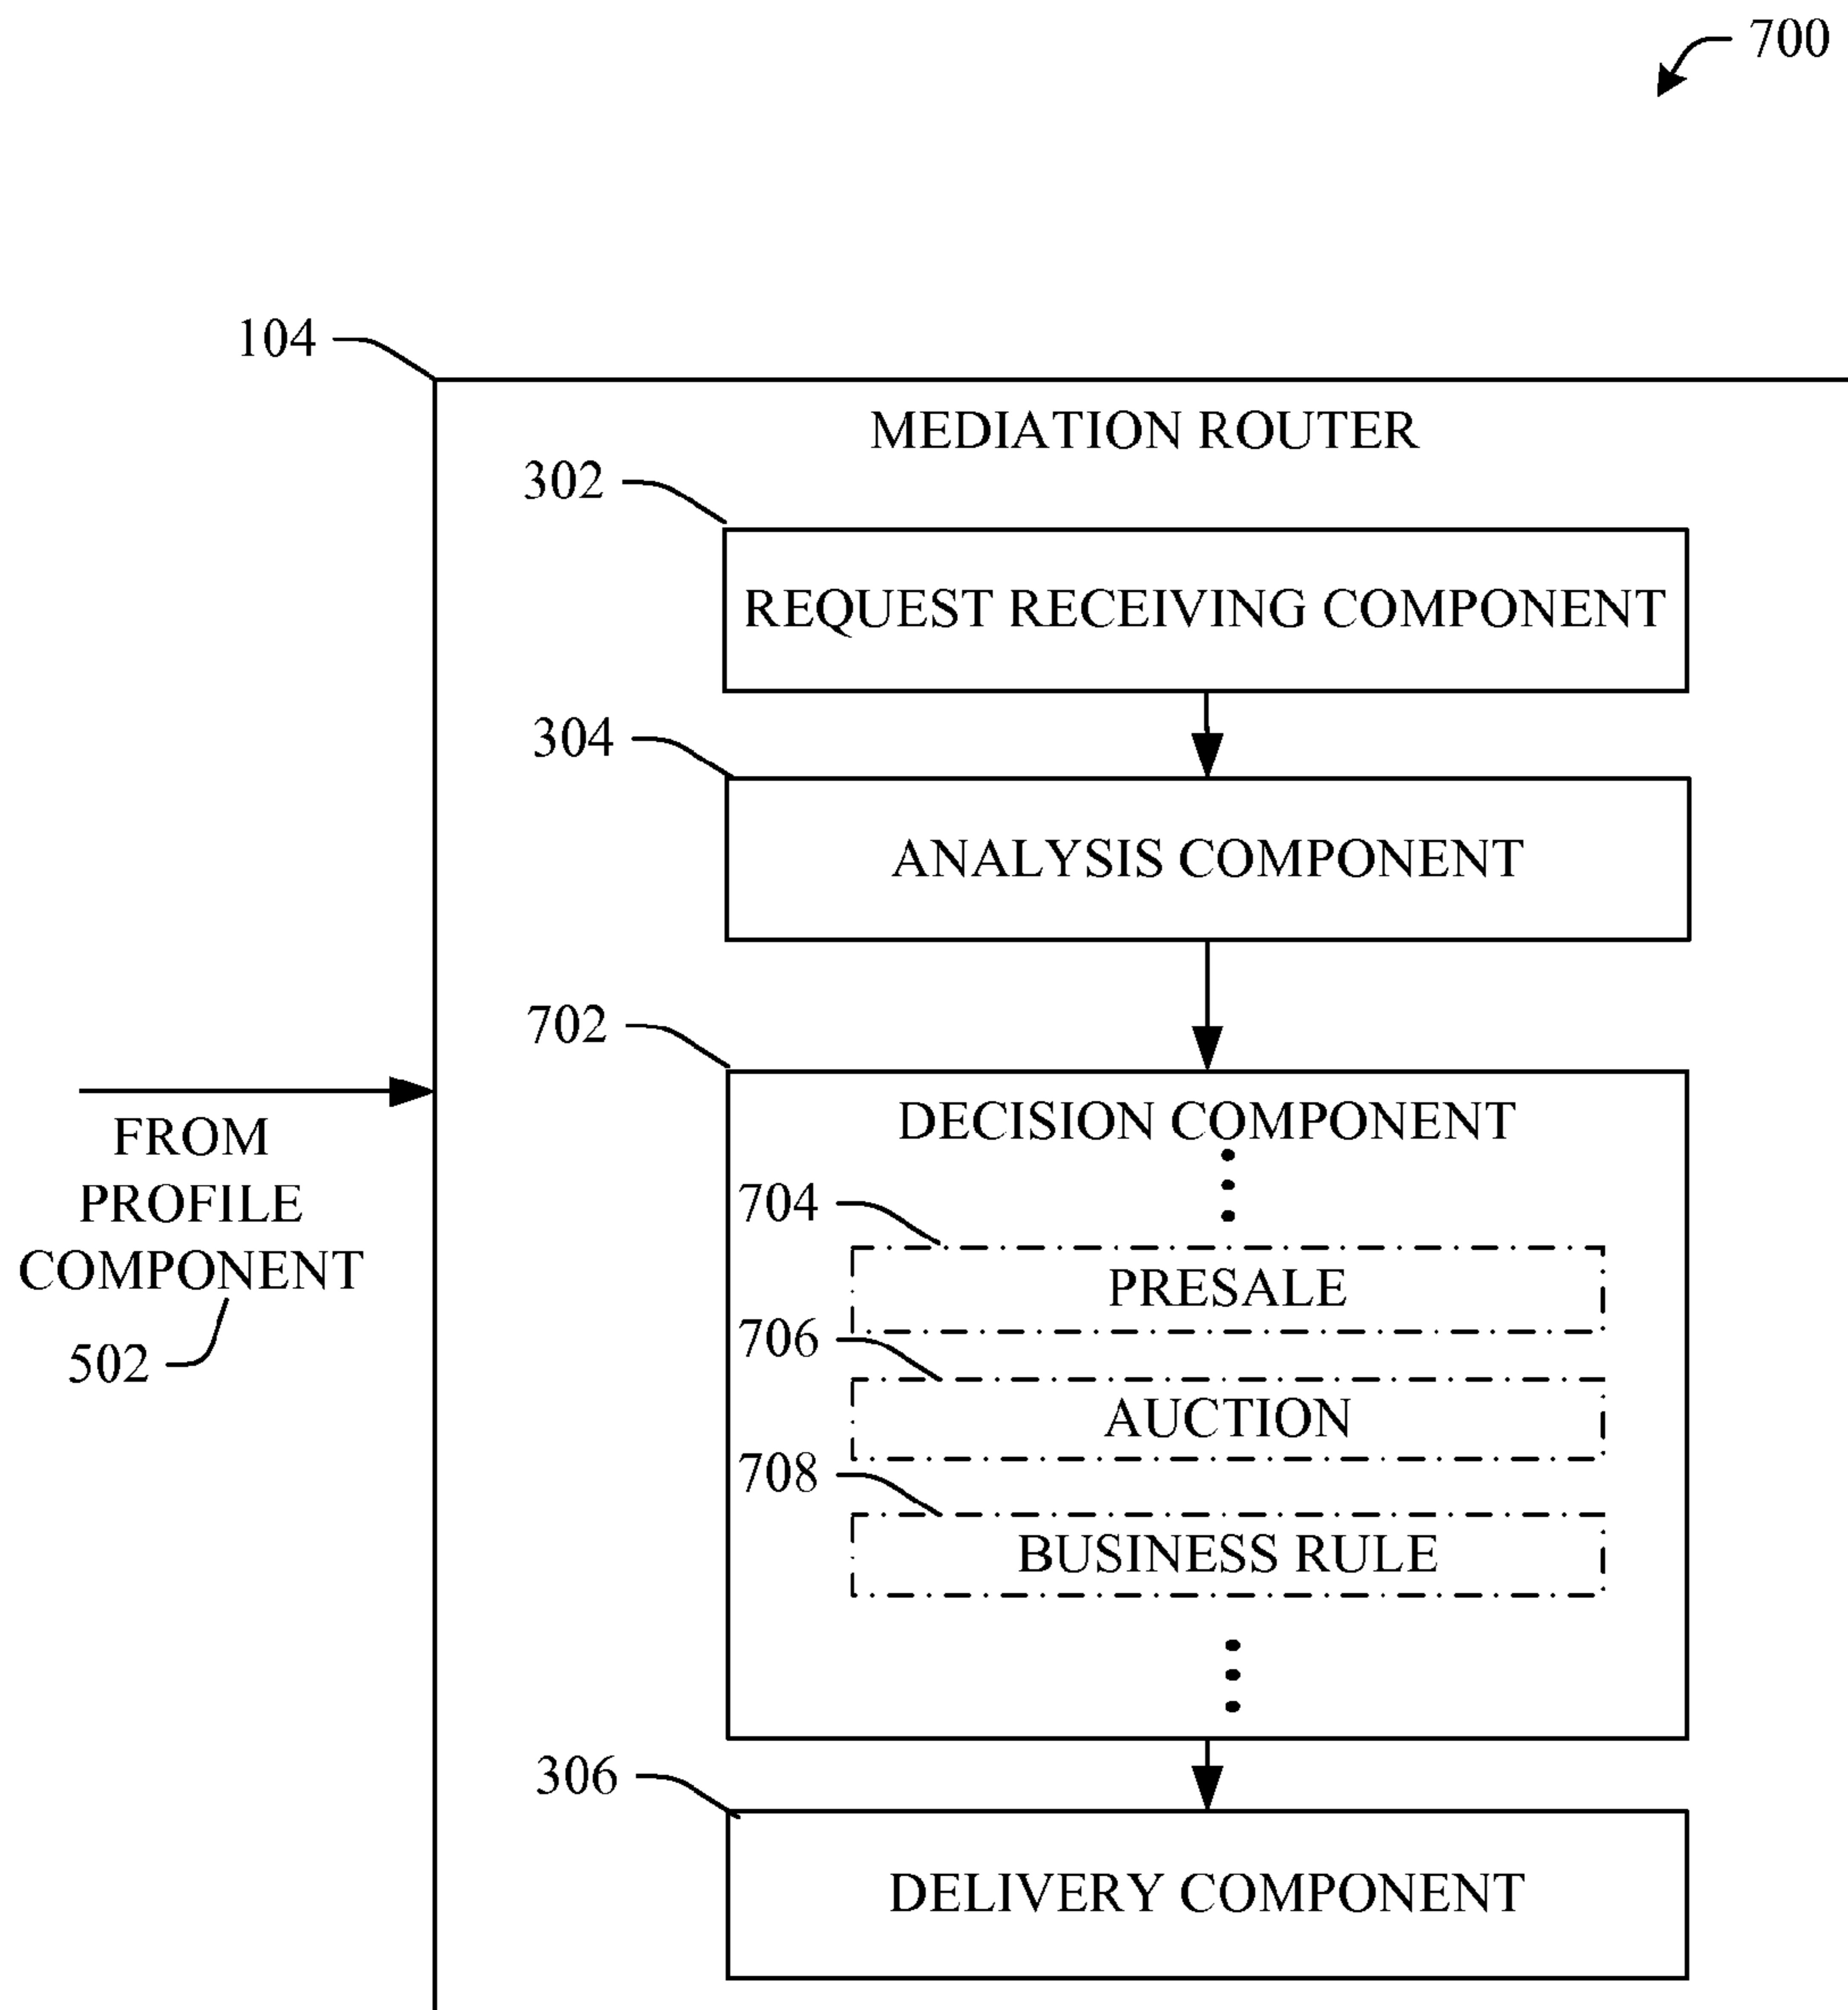 700
104
MEDIATION ROUTER
302
REQUEST RECEIVING COMPONENT
304
ANALYSIS COMPONENT
702
DECISION COMPONENT
FROM
PROFILE
COMPONENT
502
704
PRESALE
706
AUCTION
708
BUSINESS RULE
306
DELIVERY COMPONENT